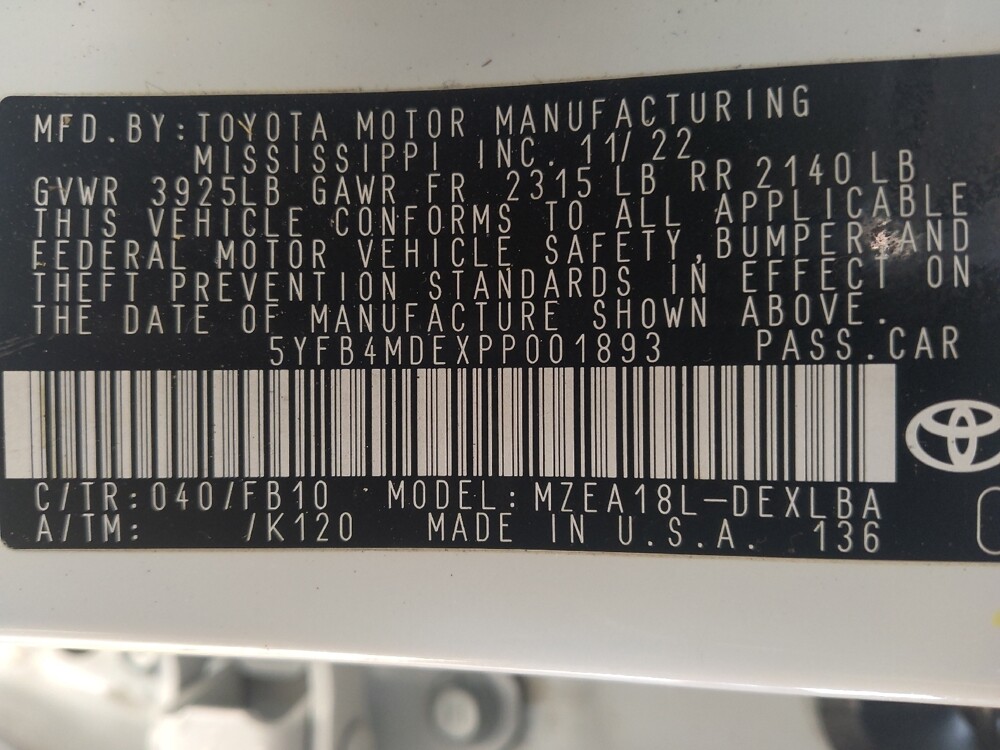 MFD.BY:TOYOTA MOTOR MANUFACTURING
MISSISSIPPI INC. 11/22
GVWR 3925LB GAWR FR 2315 LB RR 2140 LB
THIS VEHICLE CONFORMS TO ALL APPLICABLE
FEDERAL MOTOR VEHICLE SAFETY,BUMPER AND
THEFT PREVENTION STANDARDS IN EFFECT ON
THE DATE OF MANUFACTURE SHOWN ABOVE.
5YFB4MDEXPP001893 PASS.CAR
C/TR:040/FB10 MODEL:MZEA18L-DEXLBA
A/TM: /K120 MADE IN U.S.A. 136